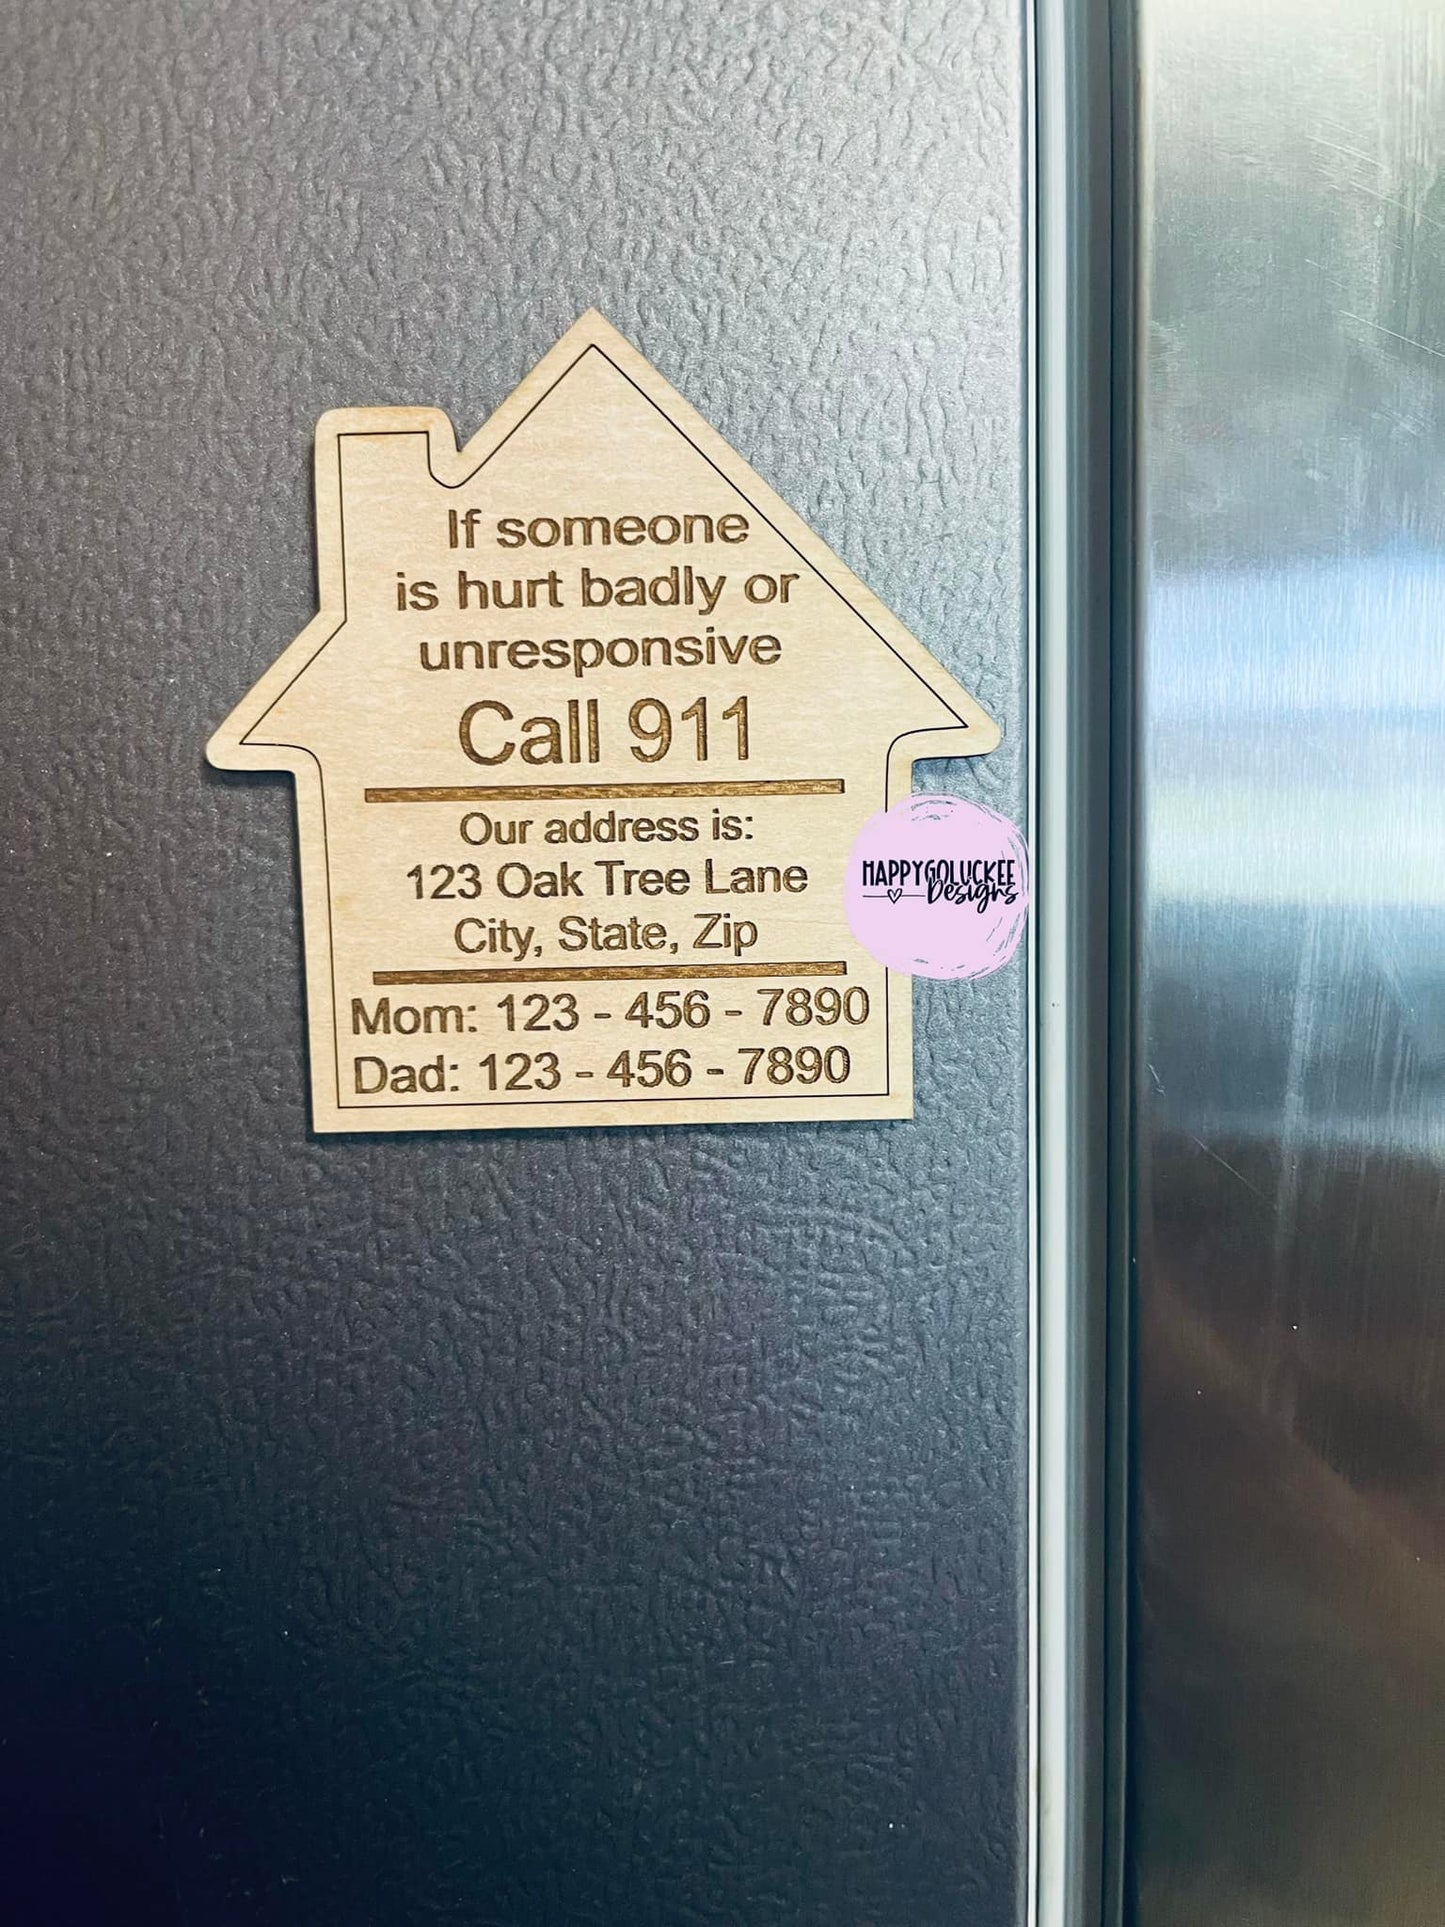 If someone
is hurt badly or
unresponsive
Call 911
Our address is:
123 Oak Tree Lane
City, State, Zip
Mom: 123 - 456 - 7890
Dad: 123 - 456 - 7890
HAPPYGOLUCKEE
Designs